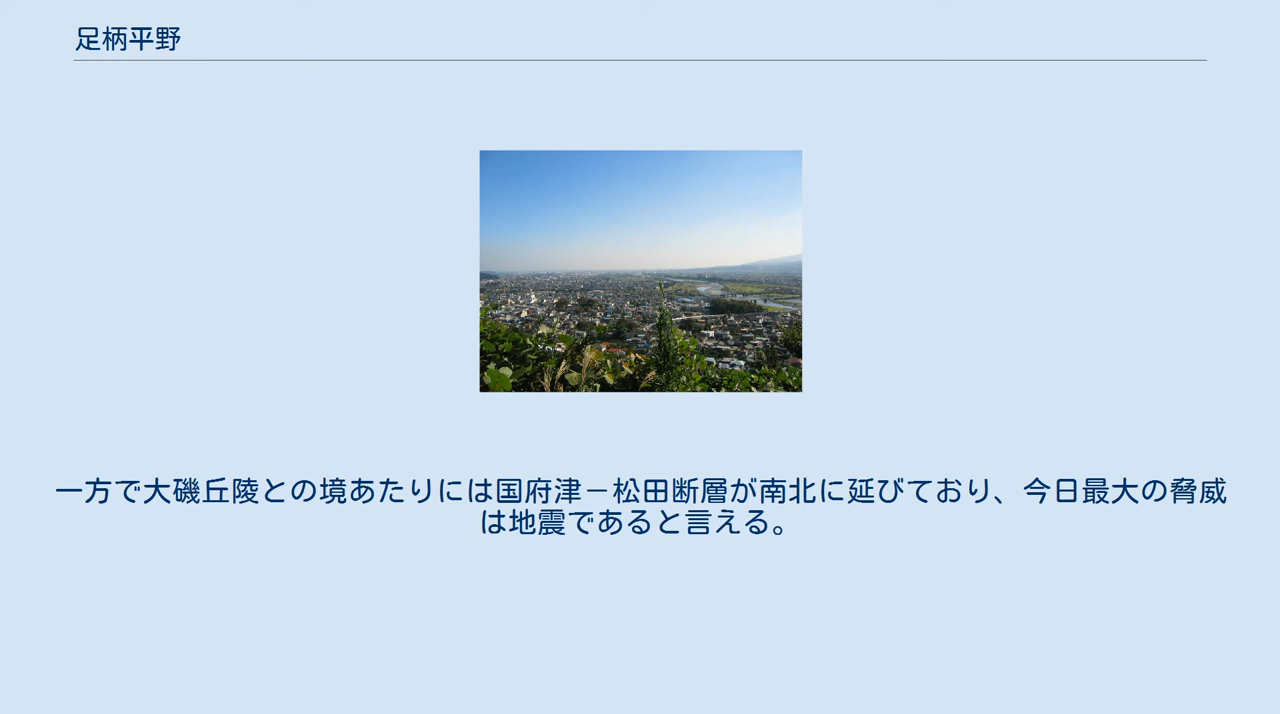 足柄平野
一方で大磯丘陵との境あたりには国府津－松田断層が南北に延びており、今日最大の脅威
は地震であると言える。